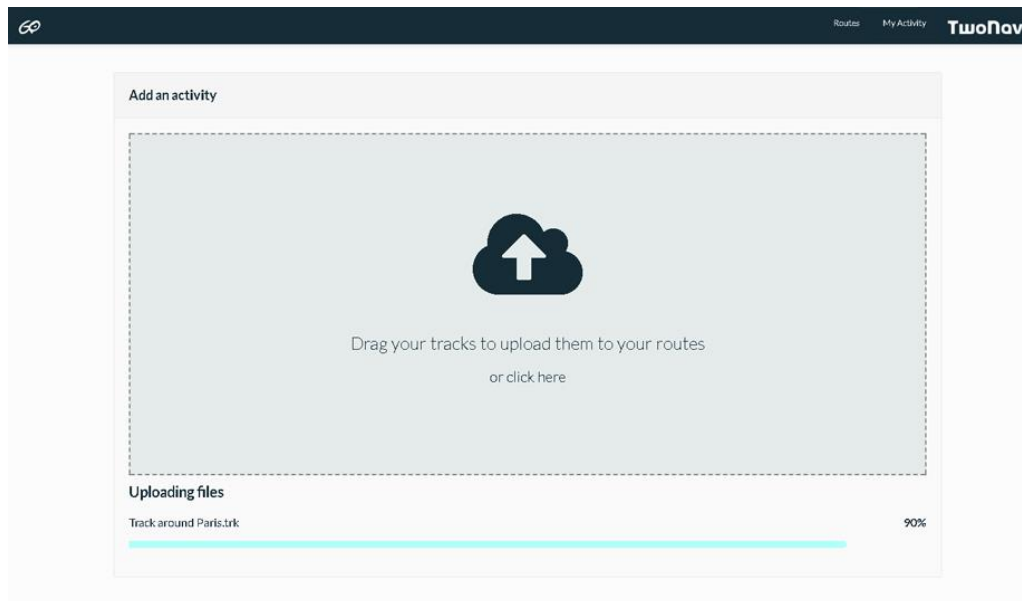 GO
Routes
My Activity
TwoNav
Add an activity
Drag your tracks to upload them to your routes
or click here
Uploading files
Track around Paris.trk
90%